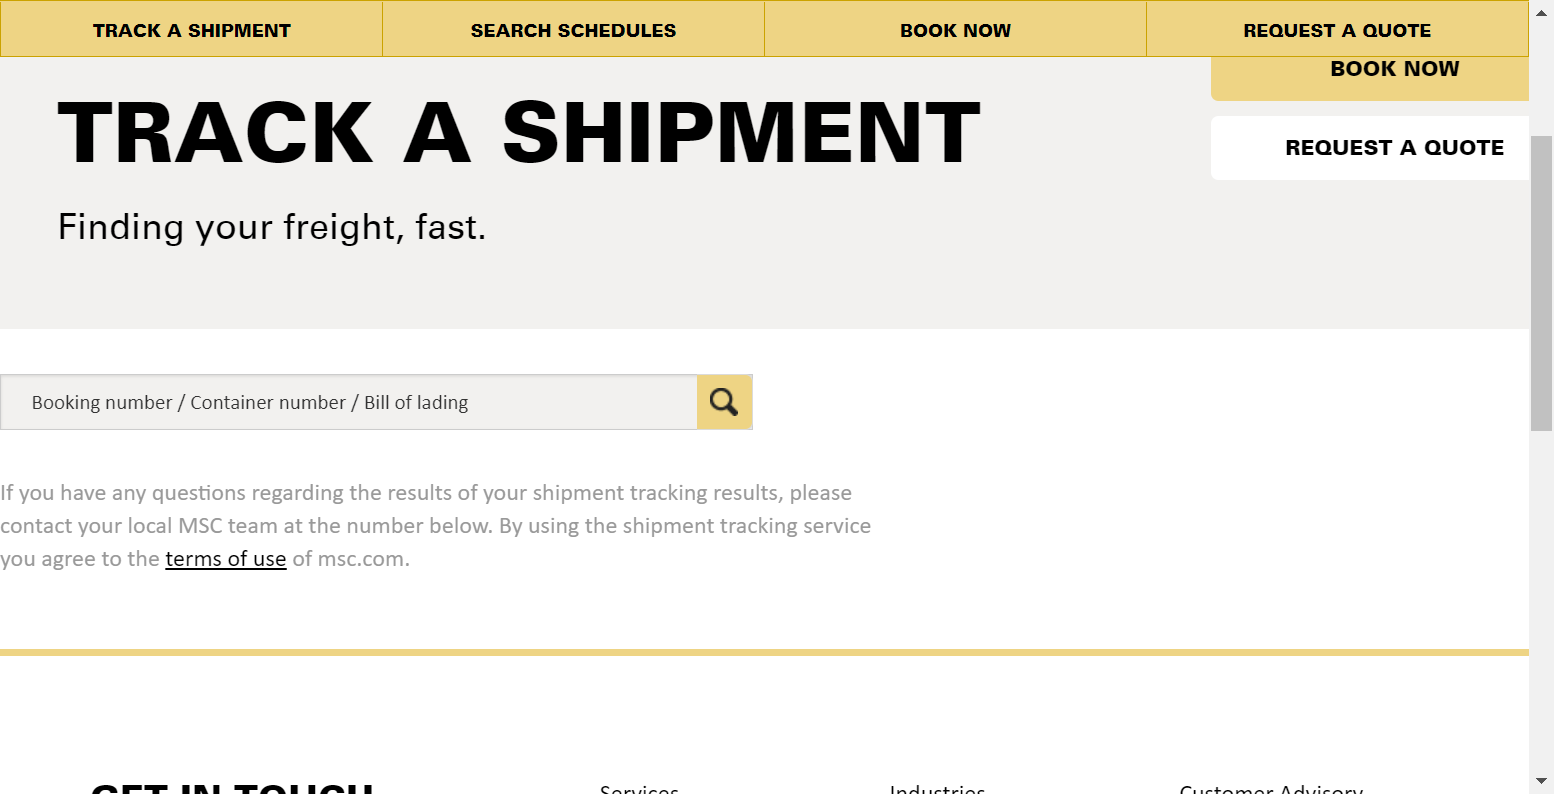 TRACK A SHIPMENT
SEARCH SCHEDULES
BOOK NOW
REQUEST A QUOTE
BOOK NOW
REQUEST A QUOTE
TRACK A SHIPMENT
Finding your freight, fast.
Booking number / Container number / Bill of lading
If you have any questions regarding the results of your shipment tracking results, please
contact your local MSC team at the number below. By using the shipment tracking service
you agree to the terms of use of msc.com.
GET IN TOUCH
Services
Industries
Customer Advisory